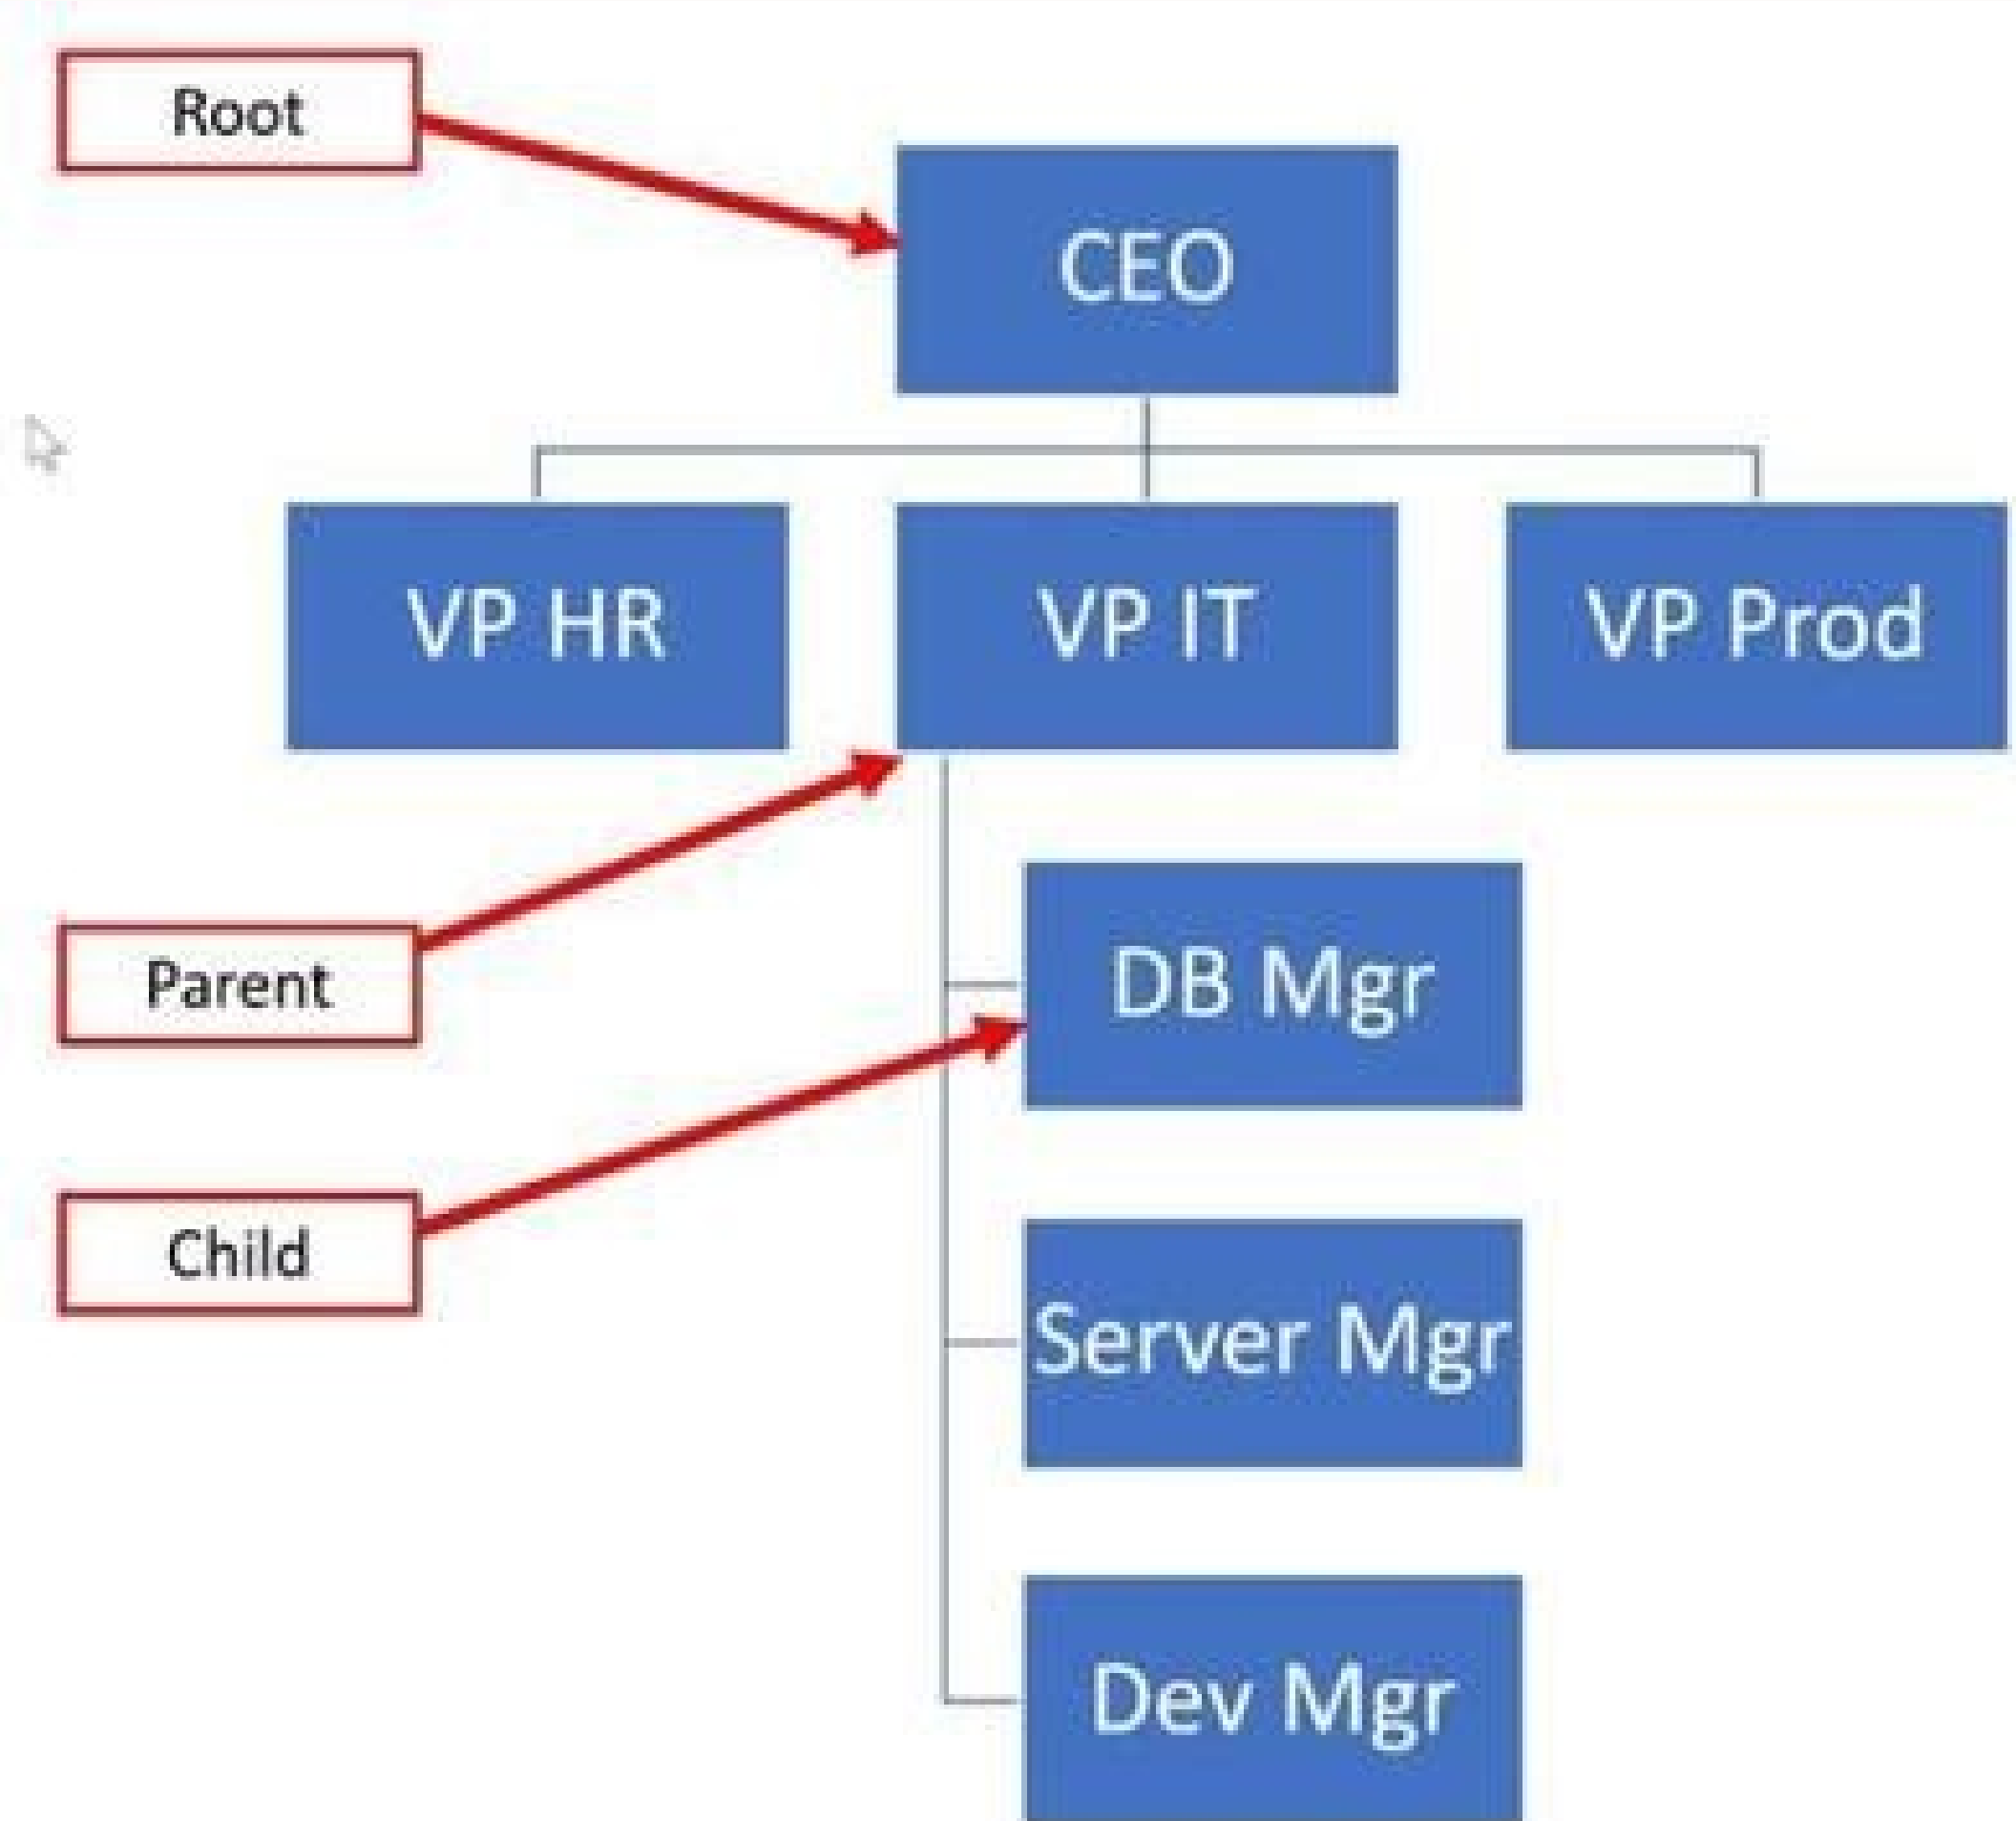 Root
CEO
VP HR
VP IT
VP Prod
Parent
DB Mgr
Child
Server Mgr
Dev Mgr